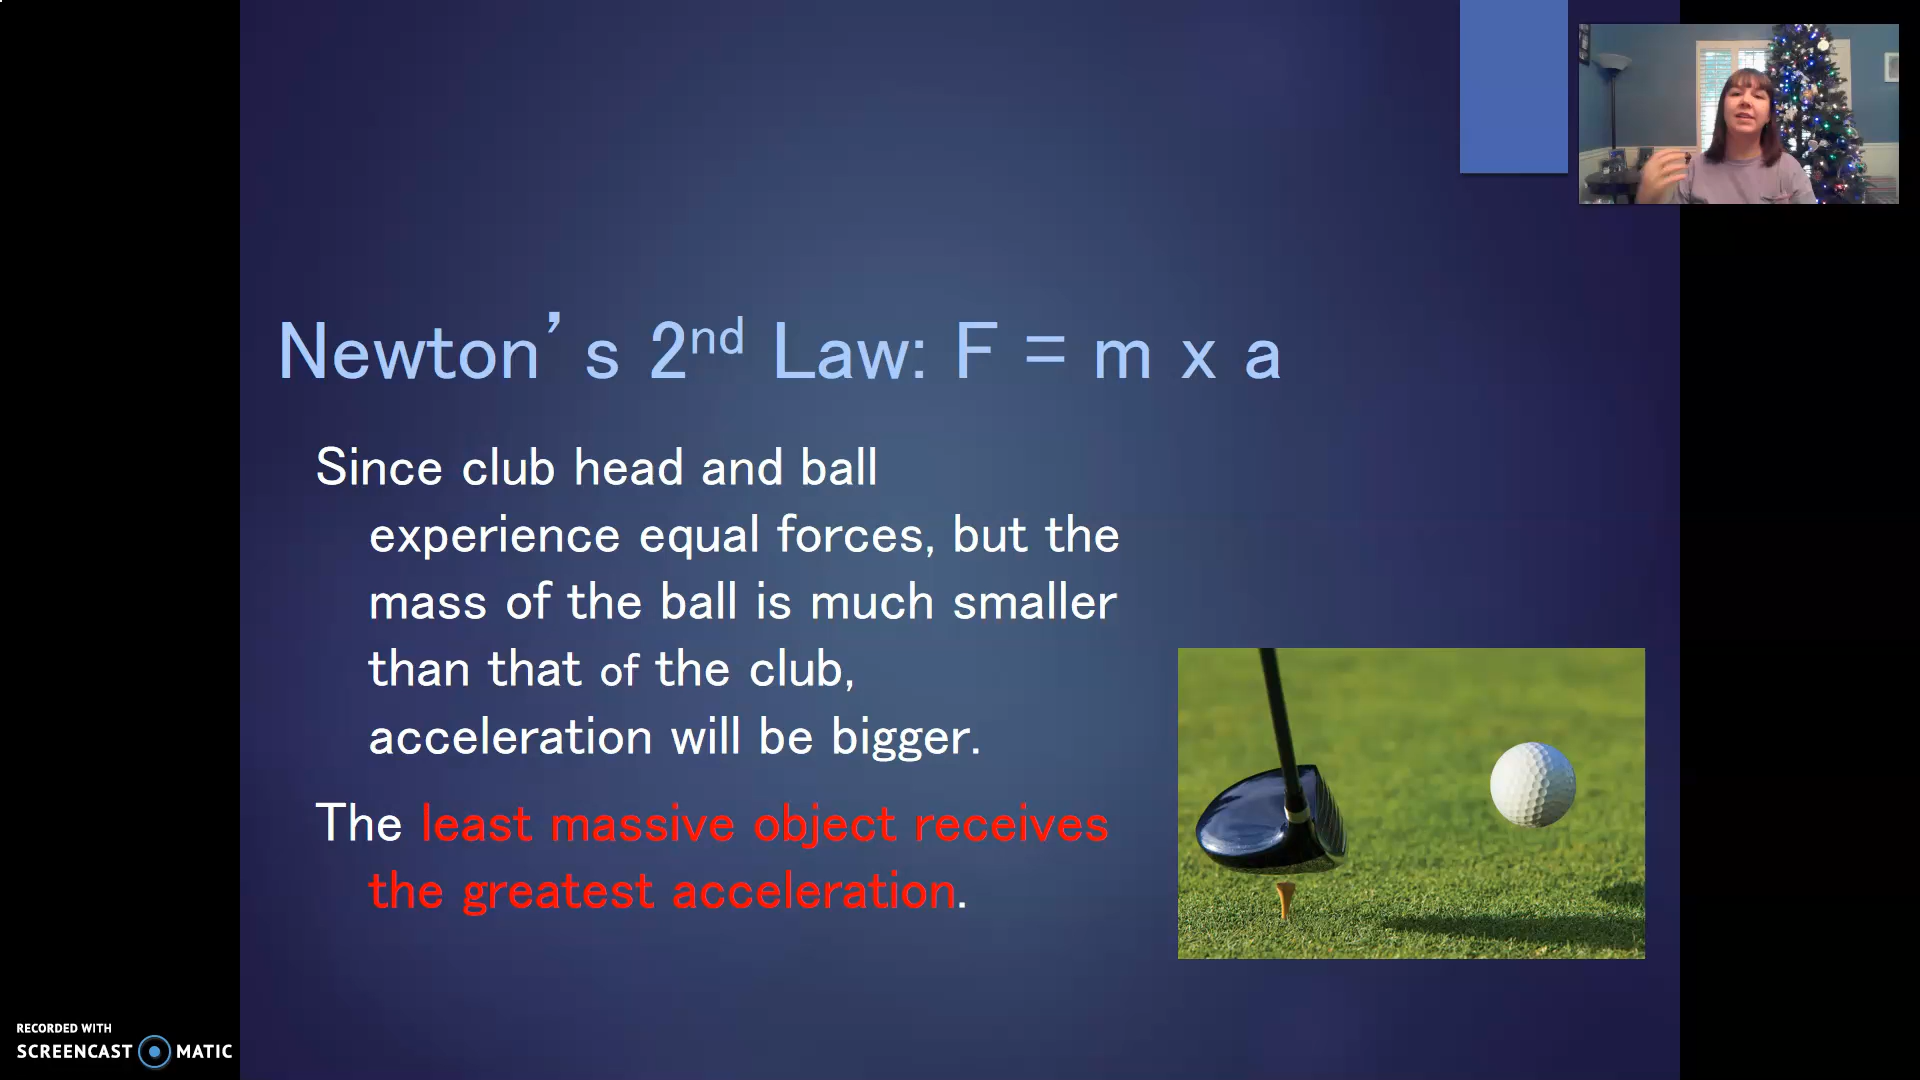 Newton’s 2nd Law: F = m x a
Since club head and ball
experience equal forces, but the
mass of the ball is much smaller
than that of the club,
acceleration will be bigger.
The least massive object receives
the greatest acceleration.
RECORDED WITH
SCREENCAST MATIC